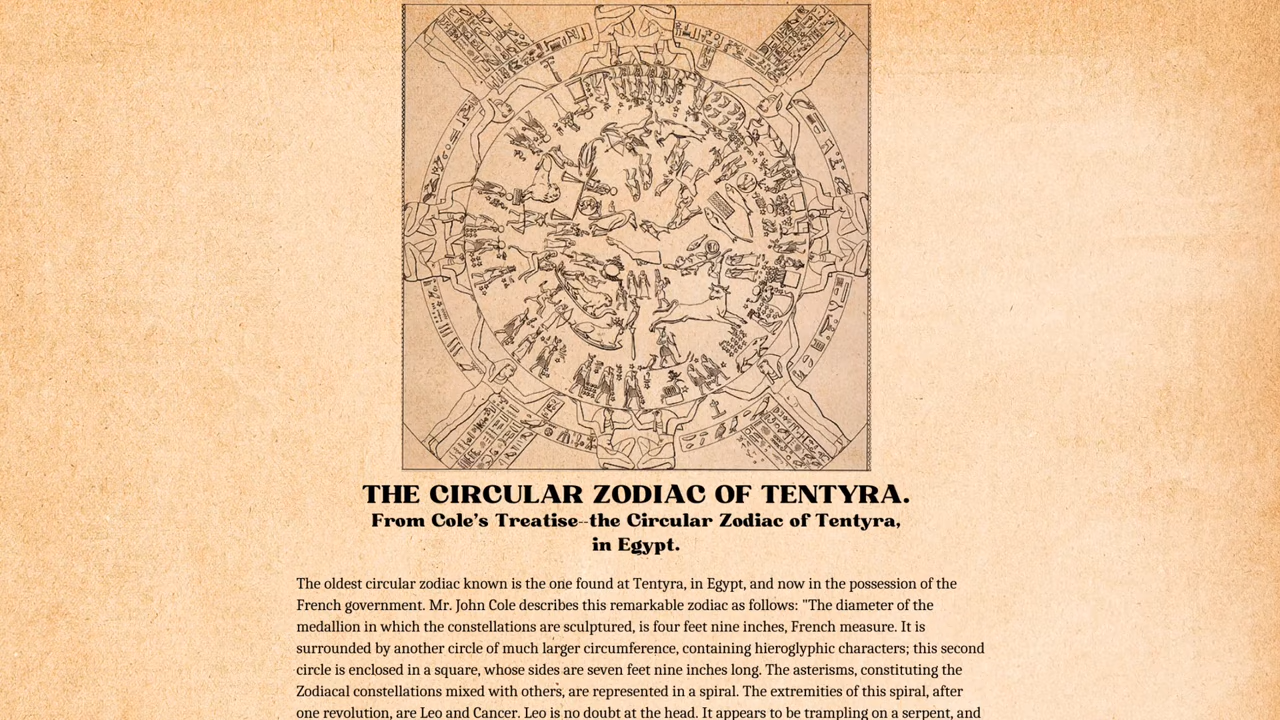 THE CIRCULAR ZODIAC OF TENTYRA.
From Cole's Treatise--the Circular Zodiac of Tentyra,
in Egypt.
The oldest circular zodiac known is the one found at Tentyra, in Egypt, and now in the possession of the
French government. Mr. John Cole describes this remarkable zodiac as follows: "The diameter of the
medallion in which the constellations are sculptured, is four feet nine inches, French measure. It is
surrounded by another circle of much larger circumference, containing hieroglyphic characters; this second
circle is enclosed in a square, whose sides are seven feet nine inches long. The asterisms, constituting the
Zodiacal constellations mixed with others, are represented in a spiral. The extremities of this spiral, after
one revolution, are Leo and Cancer. Leo is no doubt at the head. It appears to be trampling on a serpent, and